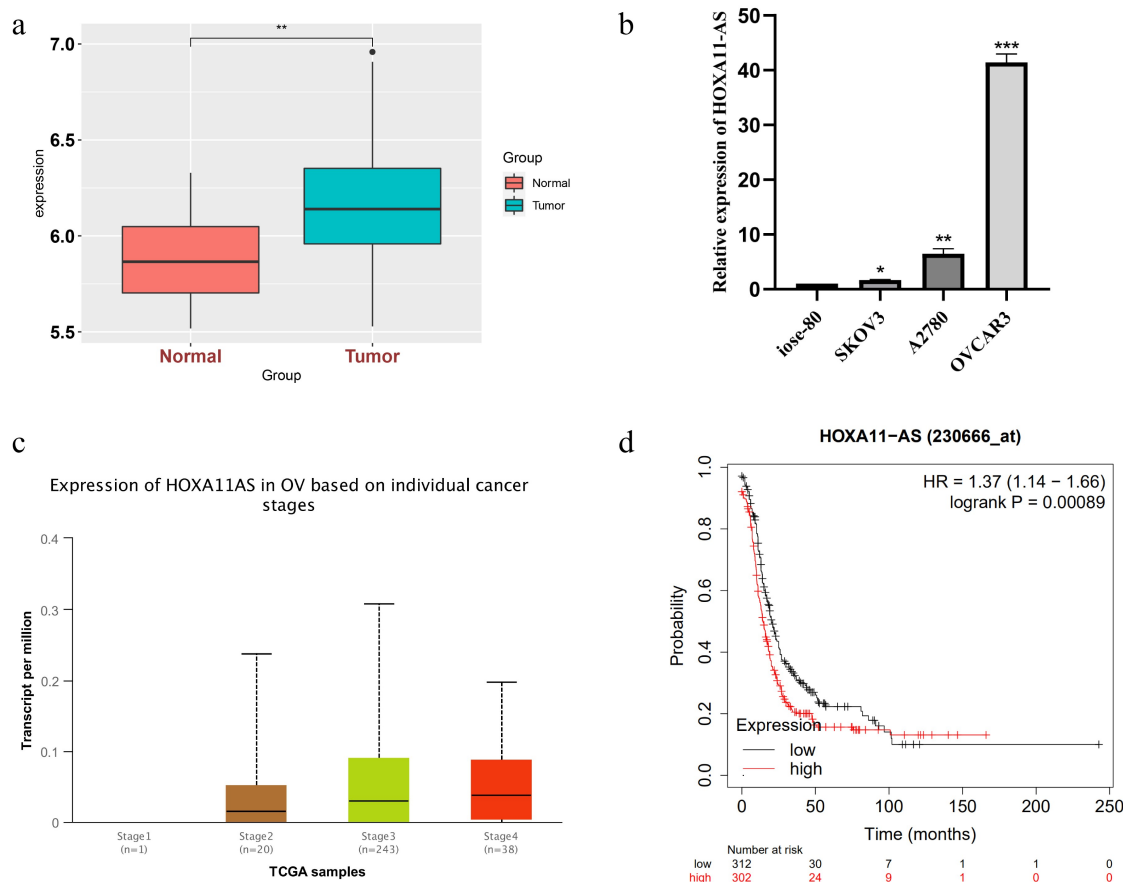 a
**
7.0
6.5
6.0
5.5
expression
Normal
Tumor
Group
Group
Normal
Tumor
b
Relative expression of HOXA11-AS
50
40
30
20
10
0
*
**
***
iose-80
SKOV3
A2780
OVCAR3
c
Expression of HOXA11AS in OV based on individual cancer
stages
Transcript per million
0.4
0.3
0.2
0.1
0
Stage1
(n=1)
Stage2
(n=20)
Stage3
(n=243)
Stage4
(n=38)
TCGA samples
d
HOXA11−AS (230666_at)
HR = 1.37 (1.14 − 1.66)
logrank P = 0.00089
Probability
1.0
0.8
0.6
0.4
0.2
0.0
Expression
low
high
0 50 100 150 200 250
Time (months)
Number at risk
low 312 30 7 1 1 0
high 302 24 9 1 0 0